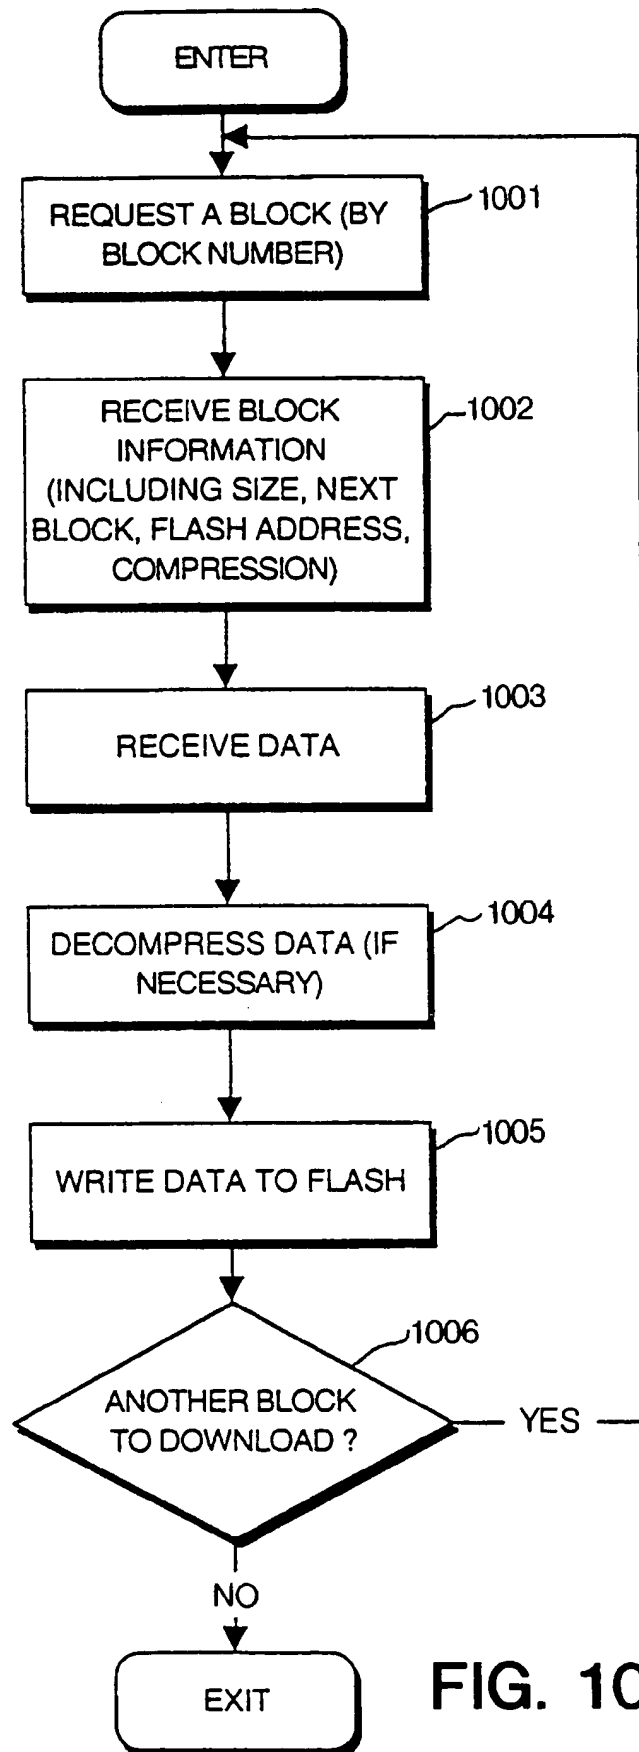 ENTER
REQUEST A BLOCK (BY
BLOCK NUMBER)
1001
RECEIVE BLOCK
INFORMATION
(INCLUDING SIZE, NEXT
BLOCK, FLASH ADDRESS,
COMPRESSION)
1002
RECEIVE DATA
1003
DECOMPRESS DATA (IF
NECESSARY)
1004
WRITE DATA TO FLASH
1005
ANOTHER BLOCK
TO DOWNLOAD ?
1006
YES
NO
EXIT
FIG. 10